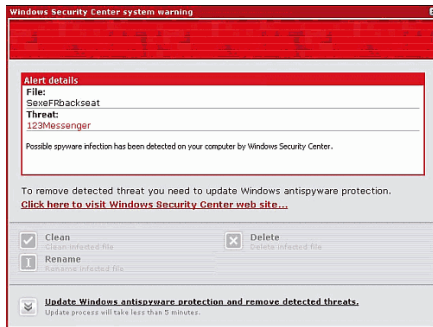 Windows Security Center system warning
Alert details
File:
SexeFRbackseat
Threat:
123Messenger
Possible spyware infection has been detected on your computer by Windows Security Center.
To remove detected threat you need to update Windows antispyware protection.
Click here to visit Windows Security Center web site...
Clean
Clean infected file
Delete
Delete infested file
Rename
Rename infested file
Update Windows antispyware protection and remove detected threats.
Update process will take less than 5 minutes.